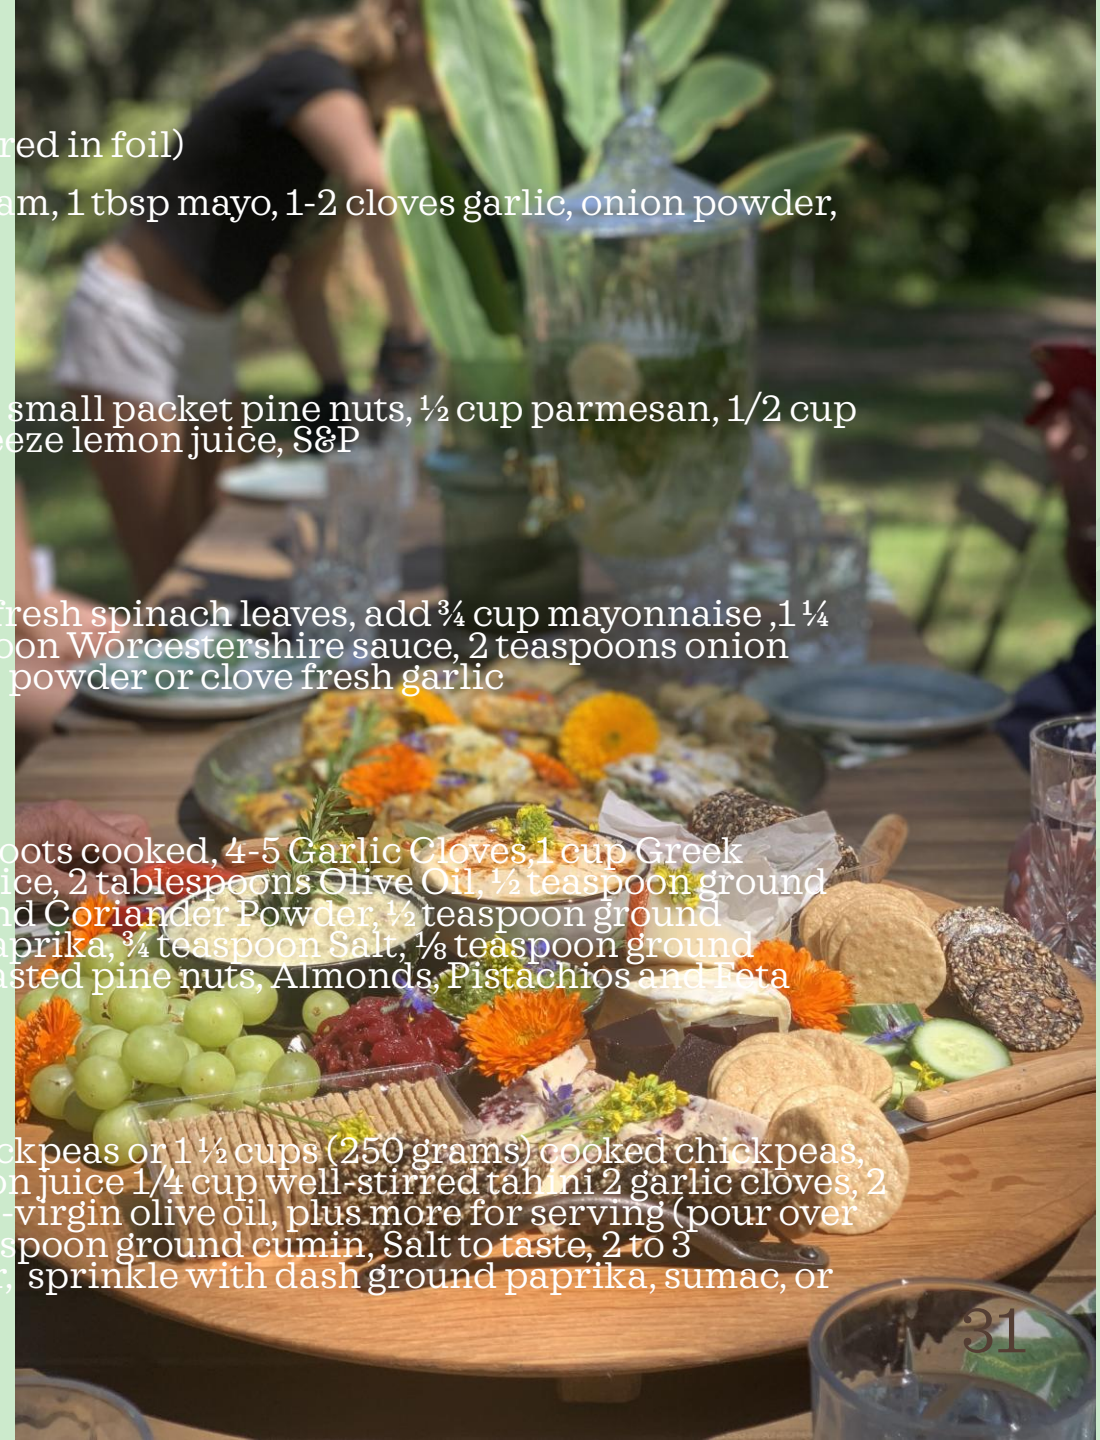 red in foil)
am, 1 tbsp mayo, 1-2 cloves garlic, onion powder,
small packet pine nuts, ½ cup parmesan, 1/2 cup
eeze lemon juice, S&P
fresh spinach leaves, add ¾ cup mayonnaise ,1 ¼
oon Worcestershire sauce, 2 teaspoons onion
powder or clove fresh garlic
oots cooked, 4-5 Garlic Cloves,1 cup Greek
ice, 2 tablespoons Olive Oil, ½ teaspoon ground
nd Coriander Powder, ½ teaspoon ground
aprika, ¾ teaspoon Salt, ⅛ teaspoon ground
asted pine nuts, Almonds, Pistachios and Feta
ckpeas or 1 ½ cups (250 grams) cooked chickpeas,
on juice 1/4 cup well-stirred tahini 2 garlic cloves, 2
-virgin olive oil, plus more for serving (pour over
spoon ground cumin, Salt to taste, 2 to 3
r, sprinkle with dash ground paprika, sumac, or
31